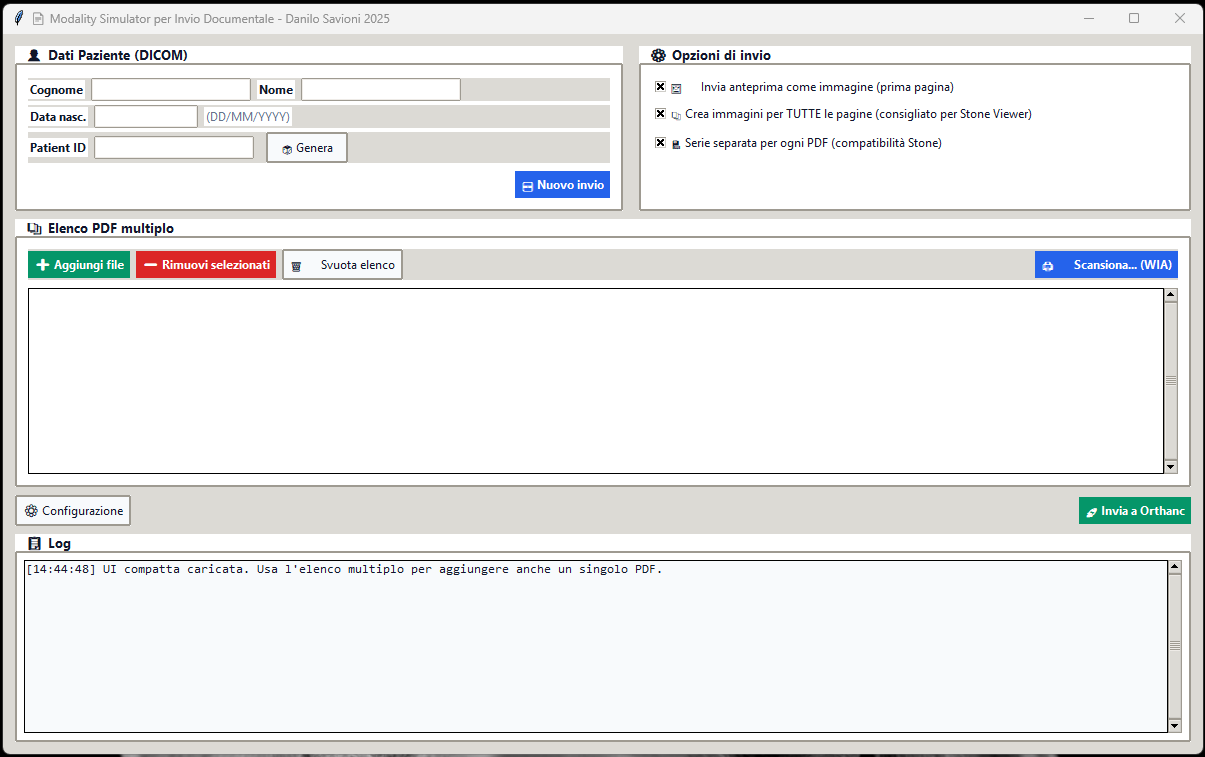 Modality Simulator per Invio Documentale - Danilo Savioni 2025
Dati Paziente (DICOM)
Cognome
Nome
Data nasc.
(DD/MM/YYYY)
Patient ID
Genera
Nuovo invio
Opzioni di invio
Invia anteprima come immagine (prima pagina)
Crea immagini per TUTTE le pagine (consigliato per Stone Viewer)
Serie separata per ogni PDF (compatibilità Stone)
Elenco PDF multiplo
Aggiungi file
Rimuovi selezionati
Svuota elenco
Scansiona... (WIA)
Configurazione
Invia a Orthanc
Log
[14:44:48] UI compatta caricata. Usa l'elenco multiplo per aggiungere anche un singolo PDF.